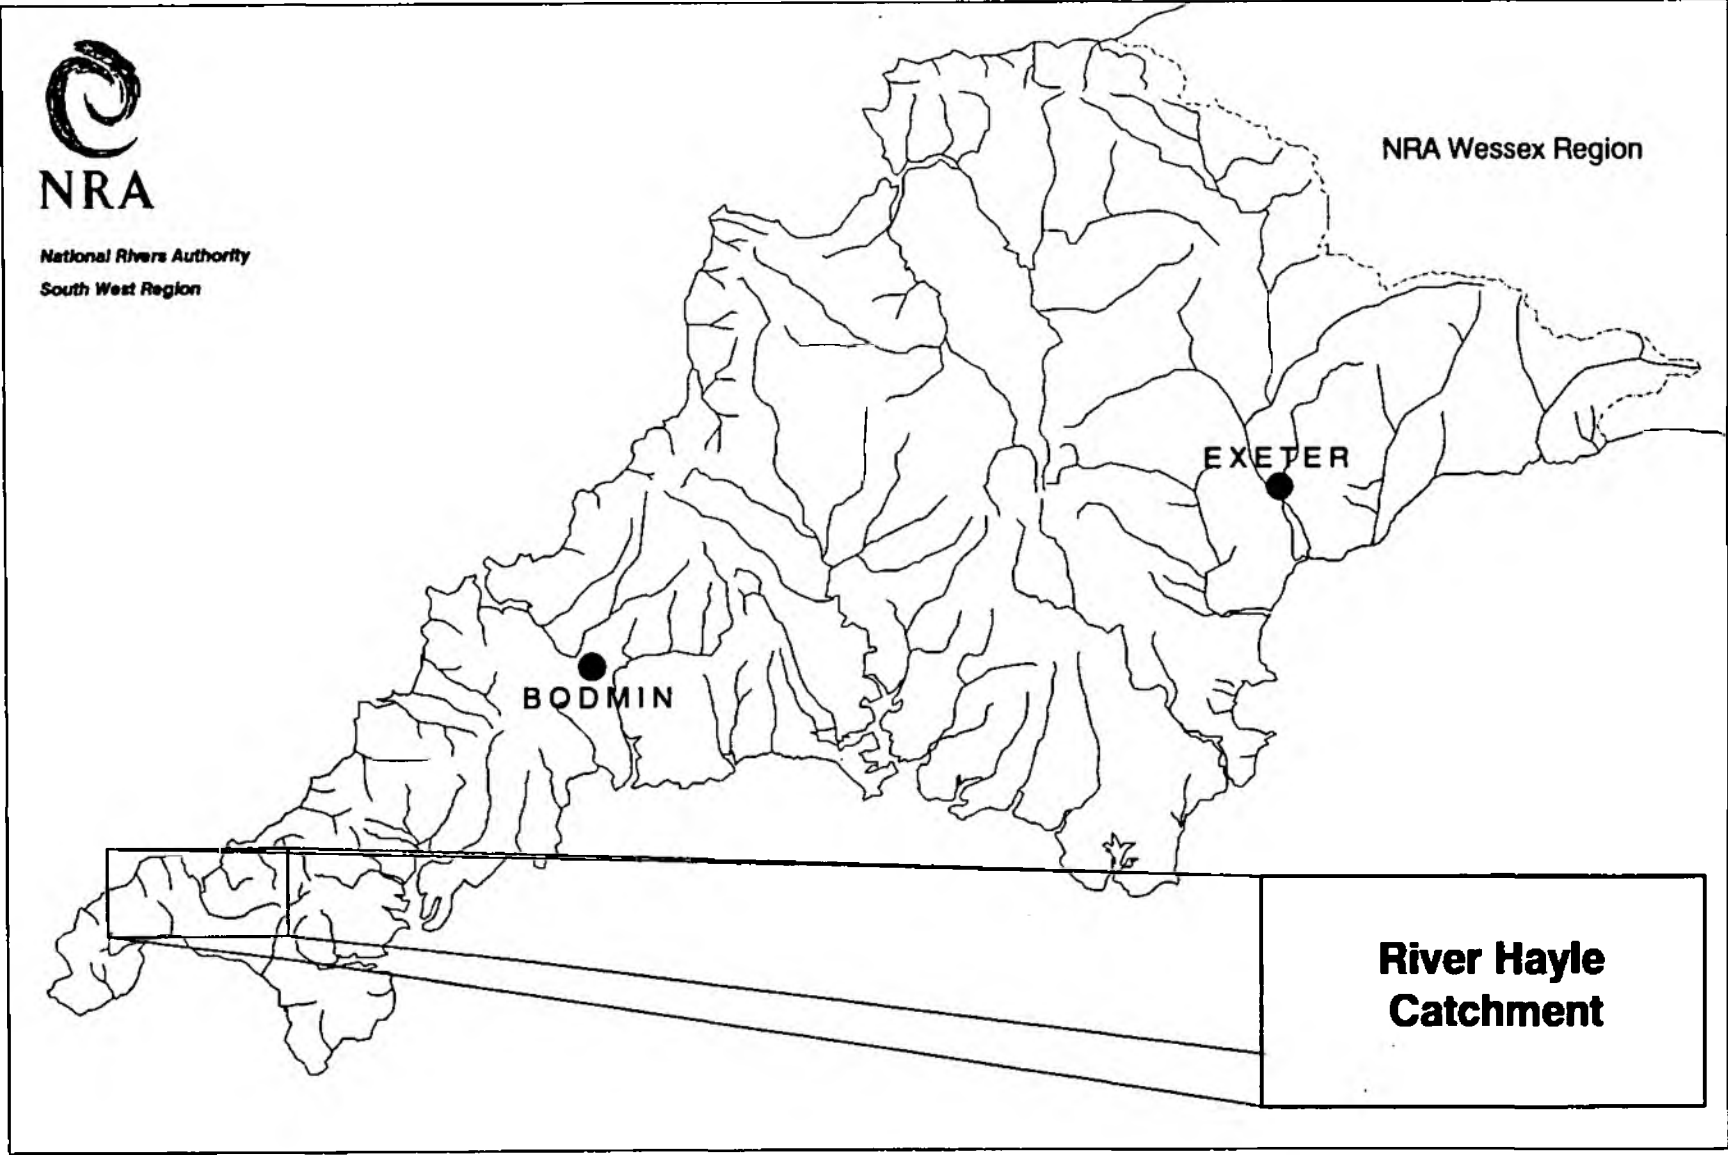 NRA
National Rivers Authority
South West Region
NRA Wessex Region
EXETER
BODMIN
River Hayle
Catchment